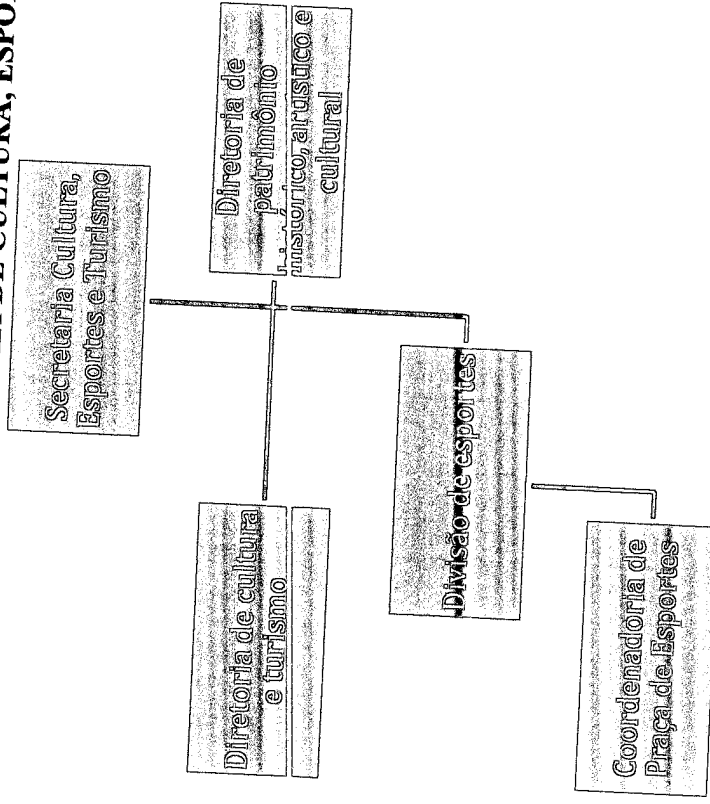 DE CULTURA, ESPO
Secretaria Cultura,
Esportes e Turismo
Diretoria de cultura
e turismo
Diretoria de
patrimônio
histórico, artístico e
cultural
Divisão de esportes
Coordenadoria de
Praça de Esportes